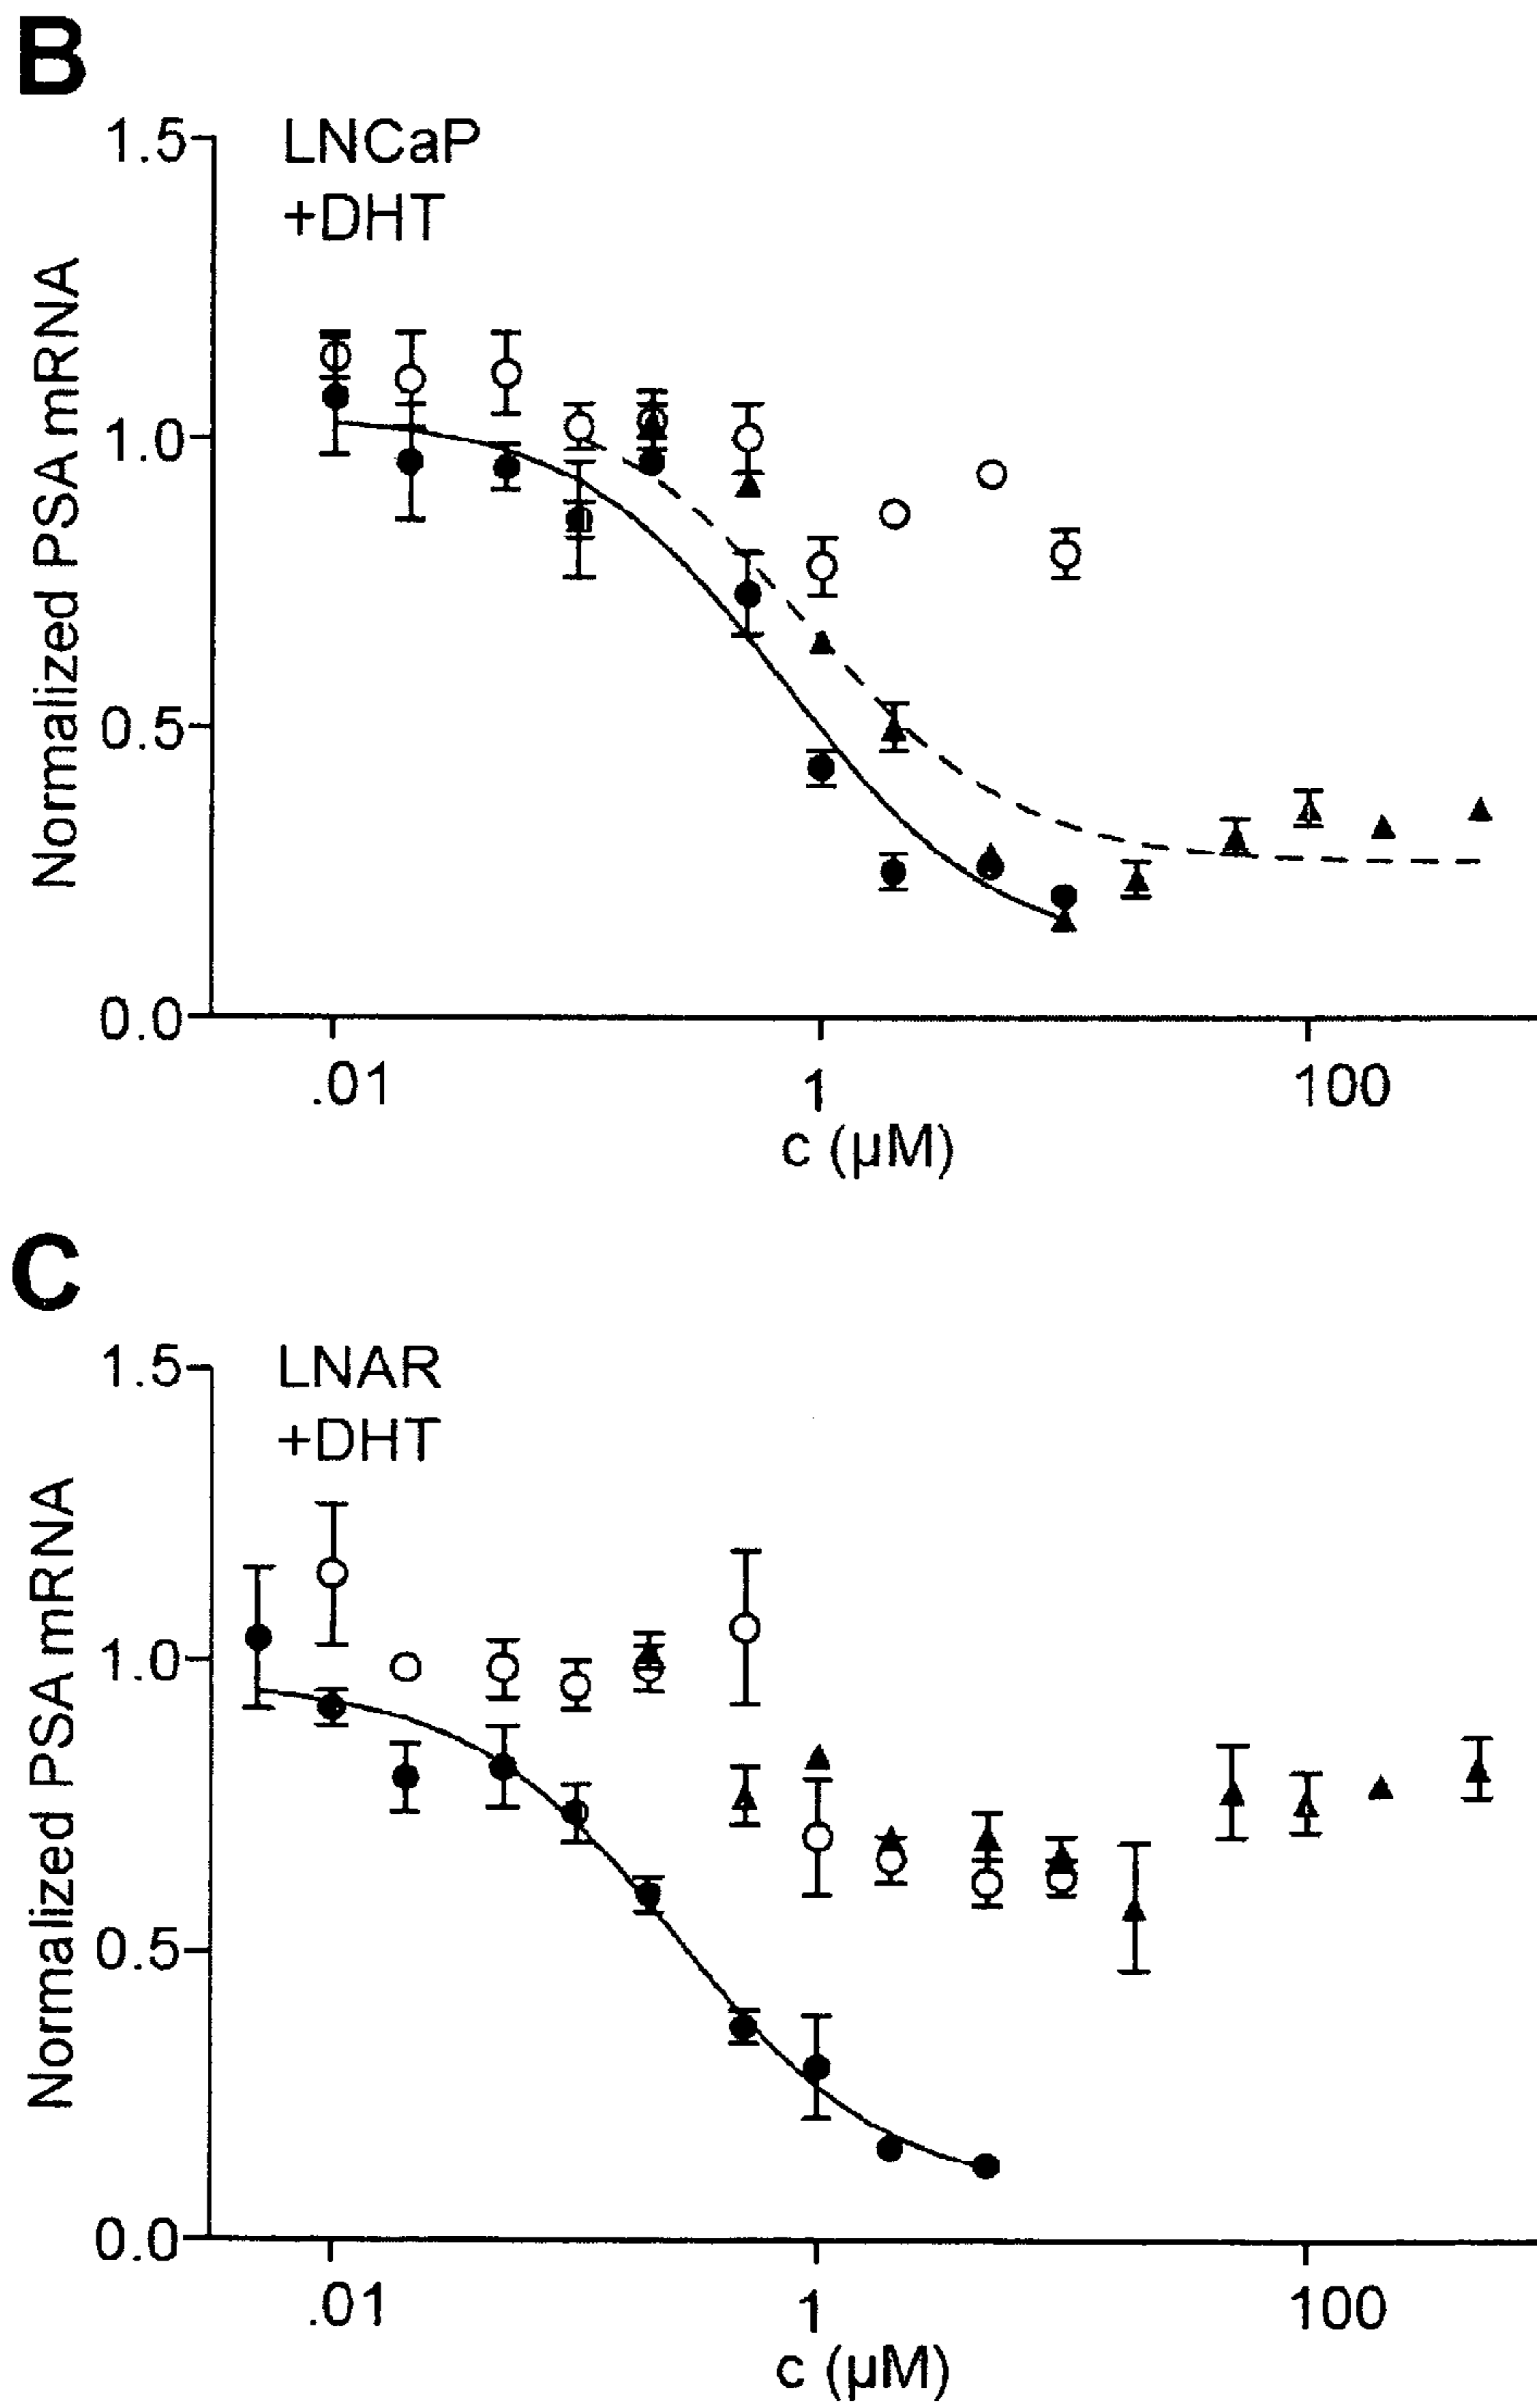 B
1.5
LNCaP
+DHT
1.0
0.5
0.0
Normalized PSA mRNA
.01
1
100
c (µM)
C
1.5
LNAR
+DHT
1.0
0.5
0.0
Normalized PSA mRNA
.01
1
100
c (µM)